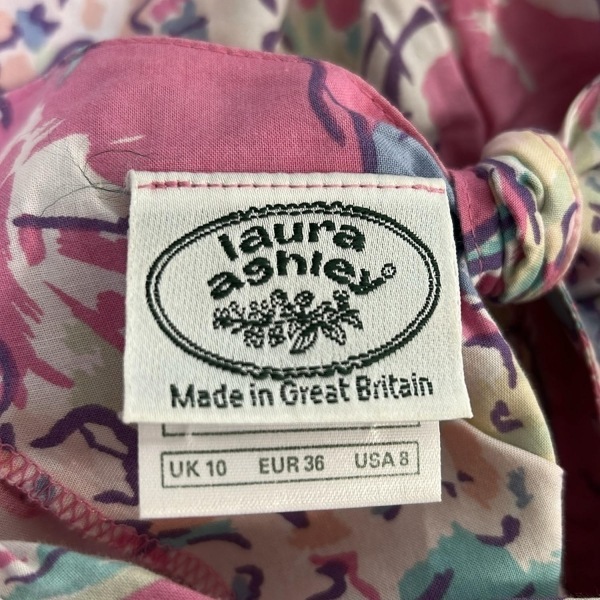 laura
ashley®
Made in Great Britain
UK 10 EUR 36 USA 8